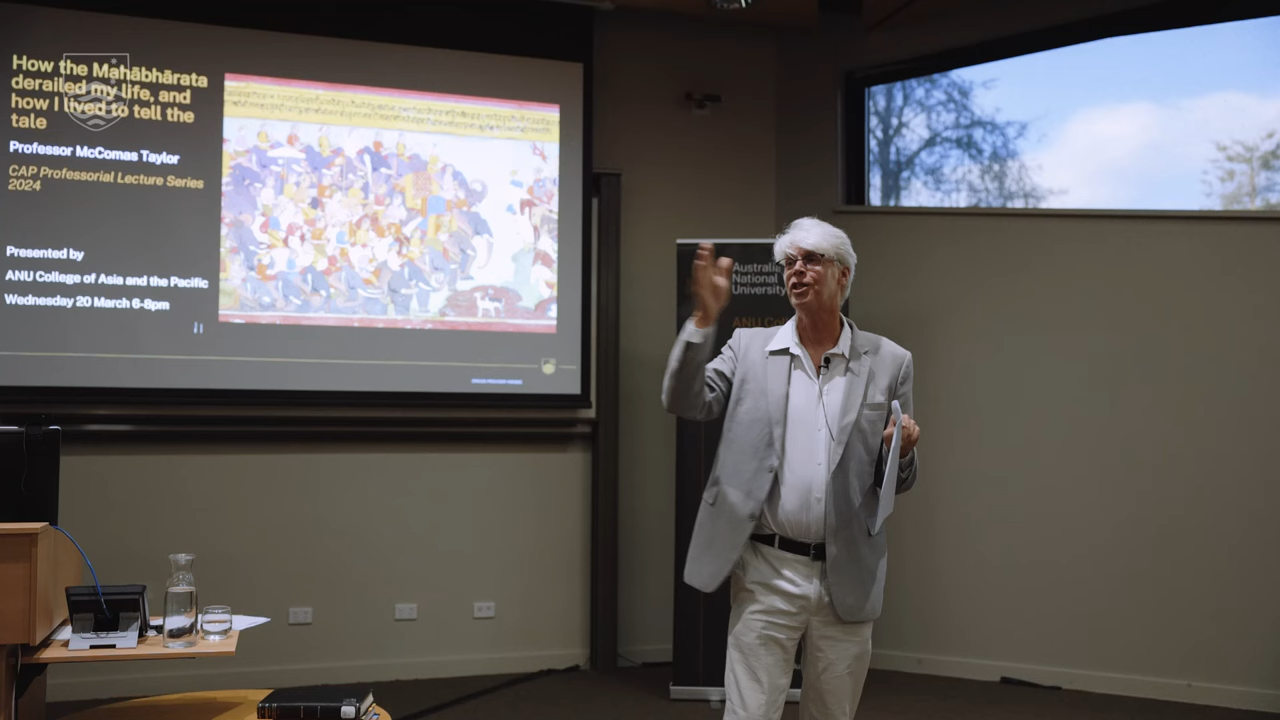 How the Mahābhārata
derailed my life, and
how I lived to tell the
tale
Professor McComas Taylor
CAP Professorial Lecture Series
2024
Presented by
ANU College of Asia and the Pacific
Wednesday 20 March 6-8pm
Australia
National
University
ANU Col